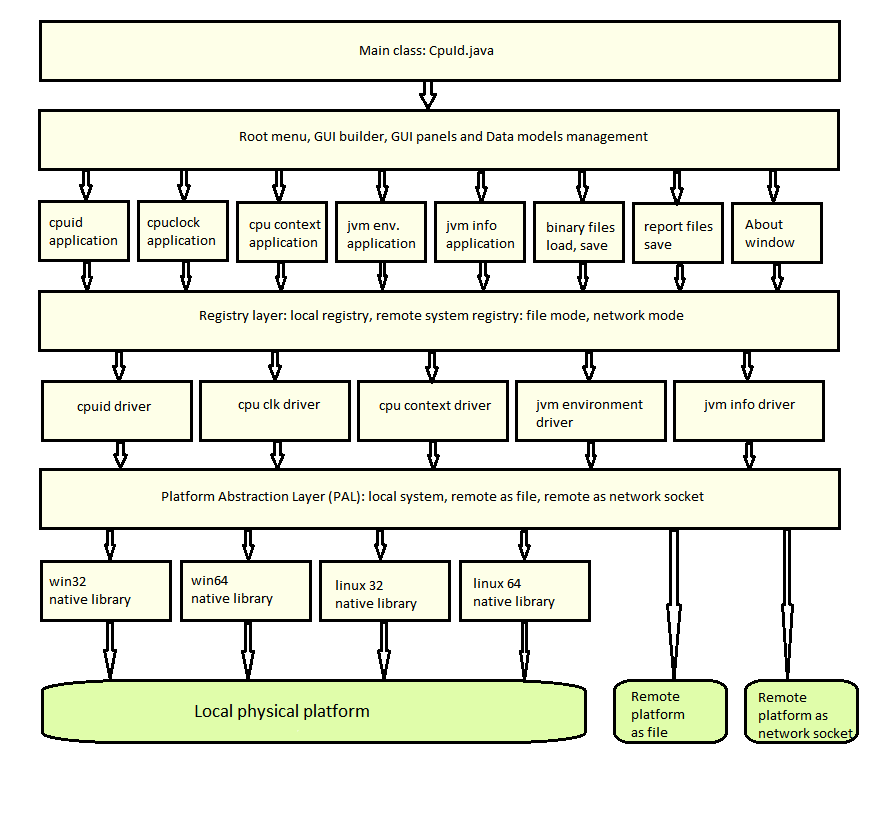 Main class: CpuId.java
Root menu, GUI builder, GUI panels and Data models management
cpuid
application
cpuclock
application
cpu context
application
jvm env.
application
jvm info
application
binary files
load, save
report files
save
About
window
Registry layer: local registry, remote system registry: file mode, network mode
cpuid driver
cpu clk driver
cpu context driver
jvm environment
driver
jvm info driver
Platform Abstraction Layer (PAL): local system, remote as file, remote as network socket
win32
native library
win64
native library
linux 32
native library
linux 64
native library
Local physical platform
Remote
platform
as file
Remote
platform as
network socket